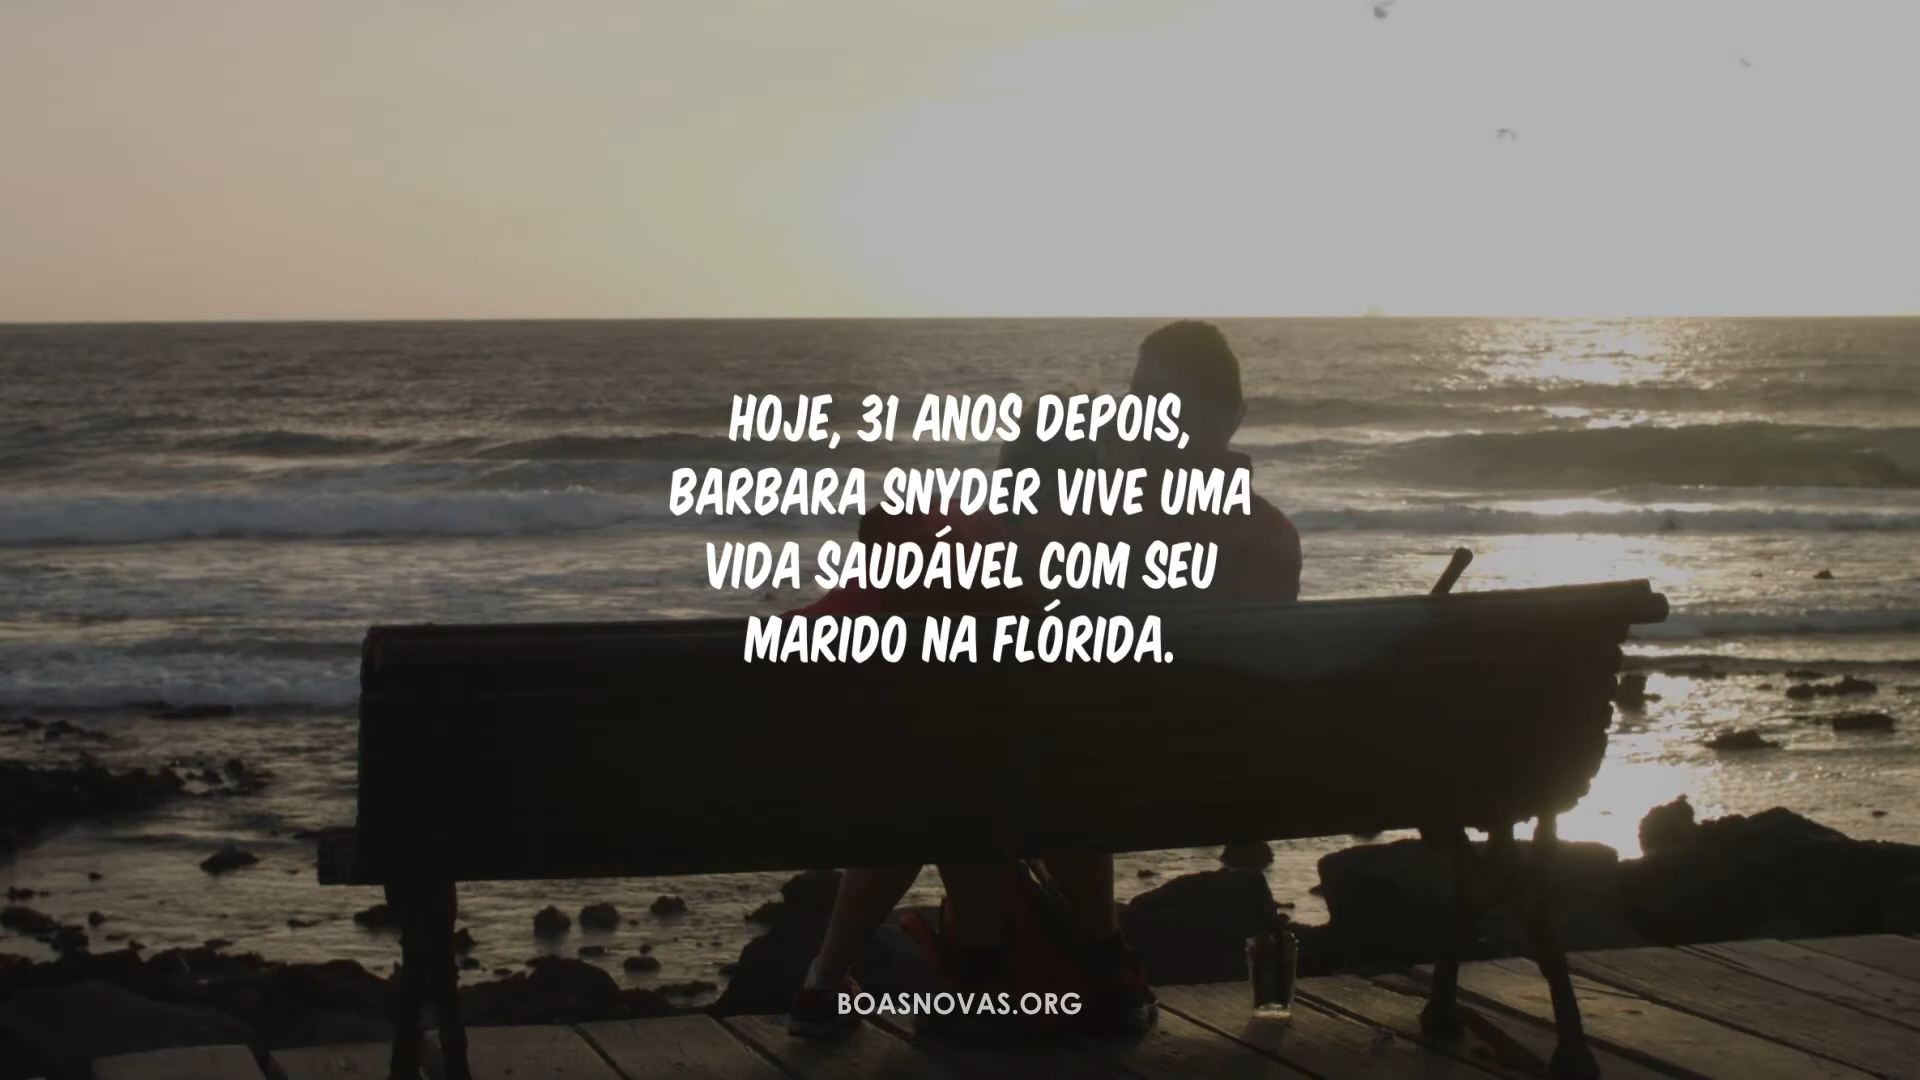 HOJE, 31 ANOS DEPOIS,
BARBARA SNYDER VIVE UMA
VIDA SAUDÁVEL COM SEU
MARIDO NA FLÓRIDA.
BOASNOVAS.ORG